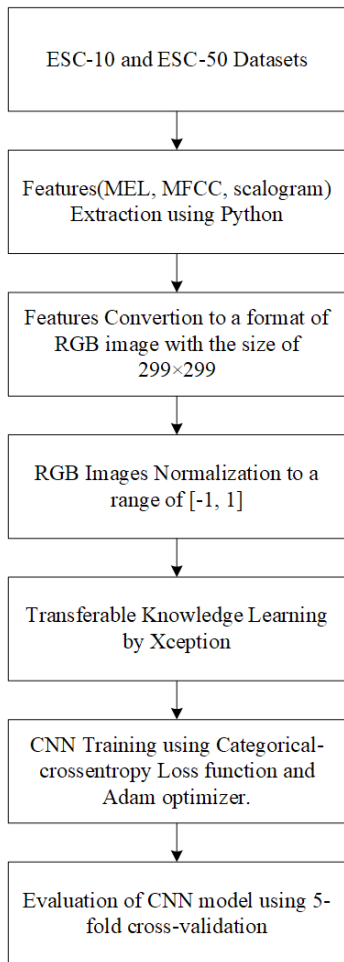 ESC-10 and ESC-50 Datasets
Features(MEL, MFCC, scalogram)
Extraction using Python
Features Convertion to a format of
RGB image with the size of
299×299
RGB Images Normalization to a
range of [-1, 1]
Transferable Knowledge Learning
by Xception
CNN Training using Categorical-
crossentropy Loss function and
Adam optimizer.
Evaluation of CNN model using 5-
fold cross-validation